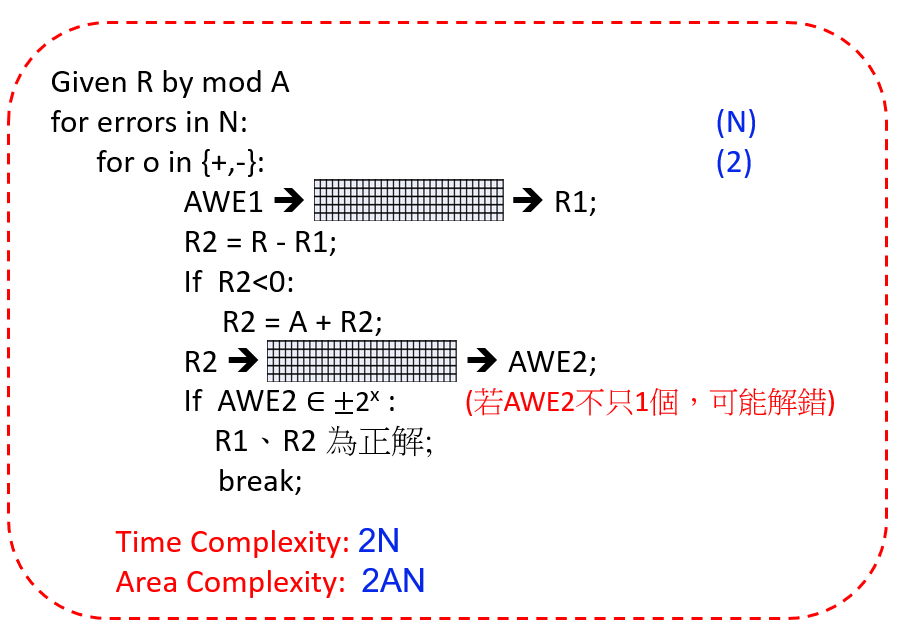 Given R by mod A
for errors in N: (N)
for o in {+,-}: (2)
AWE1 ➔ ➔ R1;
R2 = R - R1;
If R2<0:
R2 = A + R2;
R2 ➔ ➔ AWE2;
If AWE2 ∈ ±2ˣ : (若AWE2不只1個，可能解錯)
R1、R2 為正解;
break;
Time Complexity: 2N
Area Complexity: 2AN